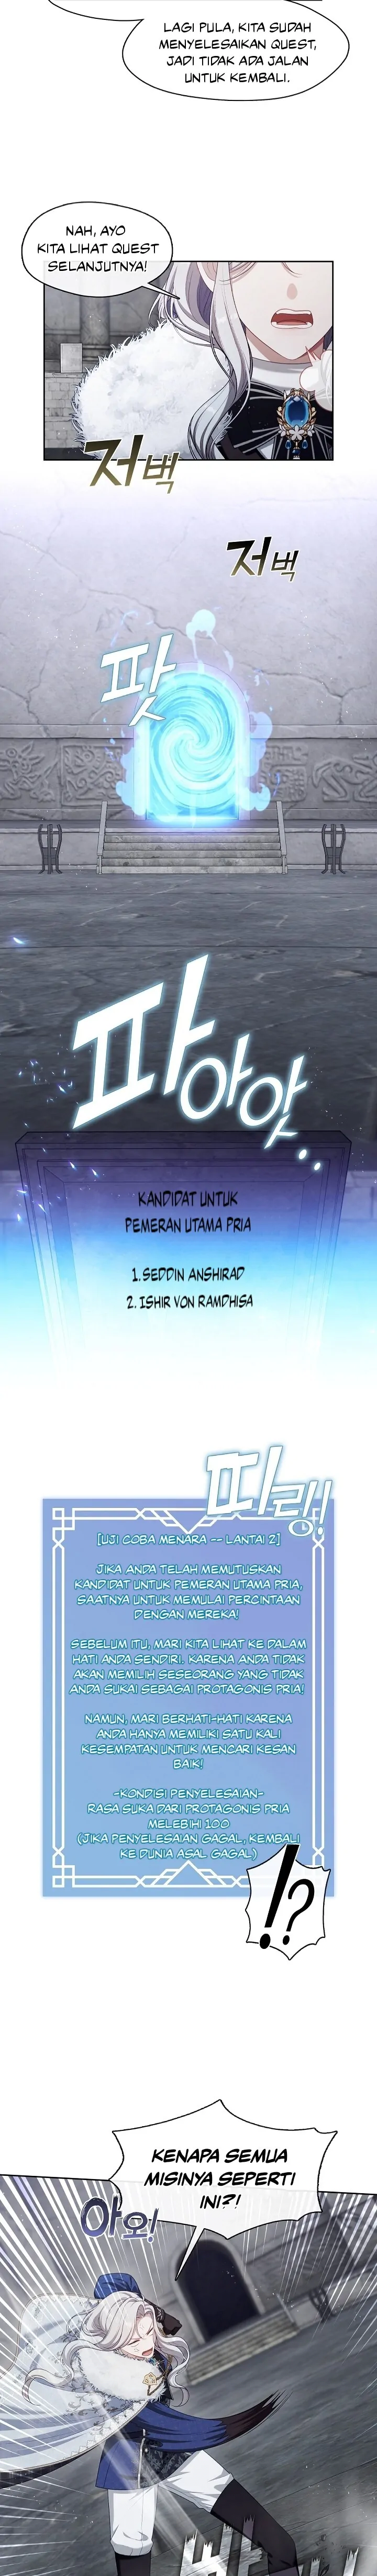 LAGI PULA, KITA SUDAH
MENYELESAIKAN QUEST,
JADI TIDAK ADA JALAN
UNTUK KEMBALI.
NAH, AYO
KITA LIHAT QUEST
SELANJUTNYA!
저벅
저벅
팟
파아앗...
KANDIDAT UNTUK
PEMERAN UTAMA PRIA
1. SEDDIN ANSHIRAD
2. ISHIR VON RAMDHISA
띠링!!
[UJI COBA MENARA -- LANTAI 2]
JIKA ANDA TELAH MEMUTUSKAN
KANDIDAT UNTUK PEMERAN UTAMA PRIA,
SAATNYA UNTUK MEMULAI PERCINTAAN
DENGAN MEREKA!
SEBELUM ITU, MARI KITA LIHAT KE DALAM
HATI ANDA SENDIRI. KARENA ANDA TIDAK
AKAN MEMILIH SESEORANG YANG TIDAK
ANDA SUKAI SEBAGAI PROTAGONIS PRIA!
NAMUN, MARI BERHATI-HATI KARENA
ANDA HANYA MEMILIKI SATU KALI
KESEMPATAN UNTUK MENCARI KESAN
BAIK!
-KONDISI PENYELESAIAN-
RASA SUKA DARI PROTAGONIS PRIA
MELEBIHI 100
(JIKA PENYELESAIAN GAGAL, KEMBALI
KE DUNIA ASAL GAGAL)
!?
KENAPA SEMUA
MISINYA SEPERTI
INI?!
아오!